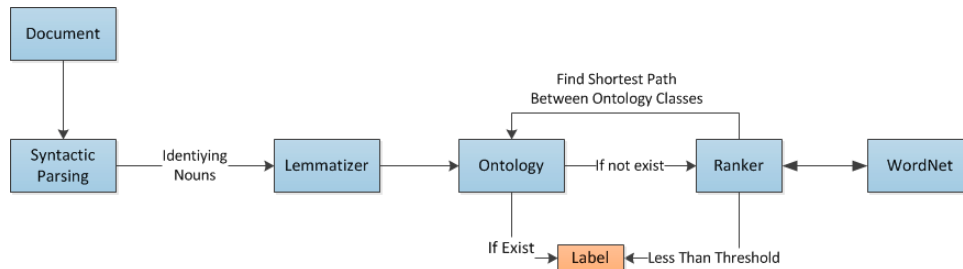 Document
Find Shortest Path
Between Ontology Classes
Syntactic
Parsing
Identiying
Nouns
Lemmatizer
Ontology
If not exist
Ranker
WordNet
If Exist
Label
Less Than Threshold